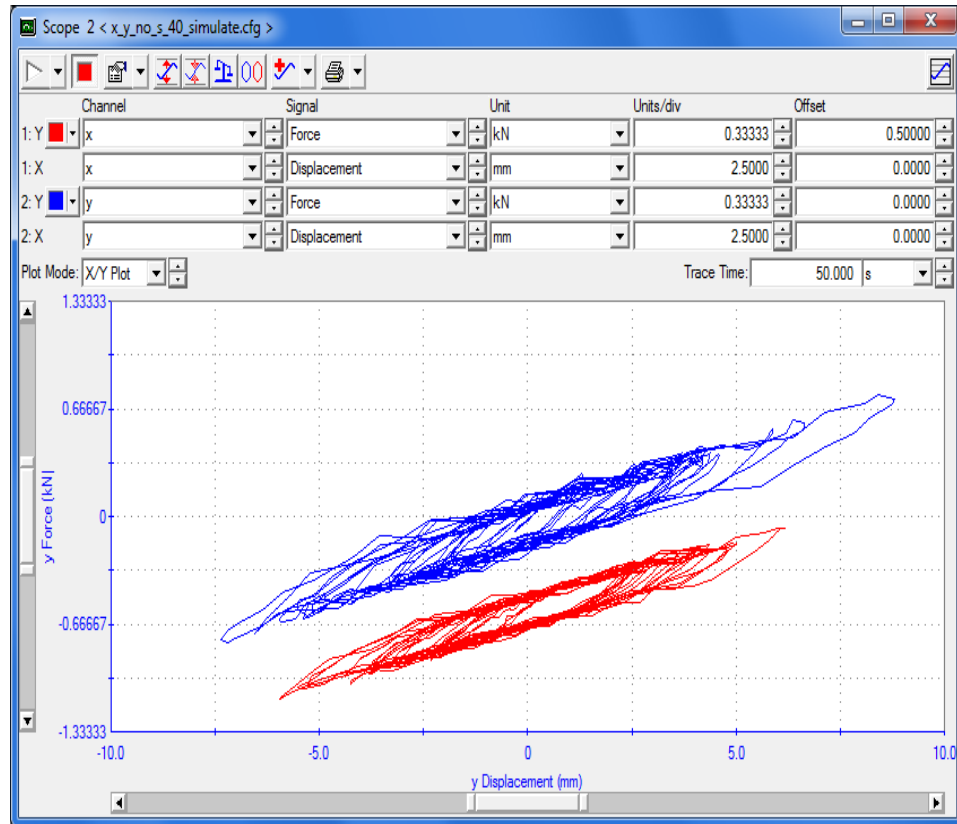 Scope 2 < x_y_no_s_40_simulate.cfg >
Channel Signal Unit Units/div Offset
1: Y x Force kN 0.33333 0.50000
1: X x Displacement mm 2.5000 0.0000
2: Y y Force kN 0.33333 0.0000
2: X y Displacement mm 2.5000 0.0000
Plot Mode: X/Y Plot Trace Time: 50.000 s
1.33333
0.66667
0
-0.66667
-1.33333
y Force (kN)
-10.0 -5.0 0 5.0 10.0
y Displacement (mm)